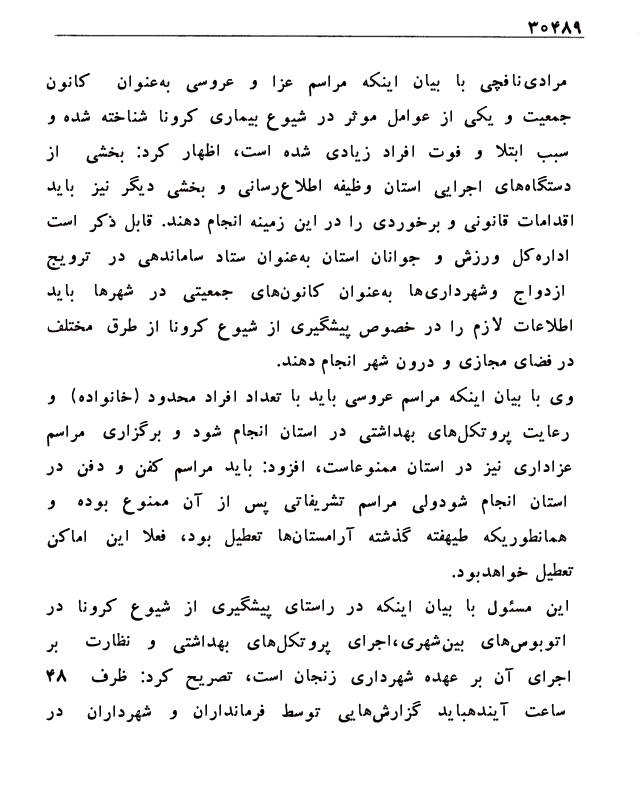 ۳۰۴۸۹
مرادی‌نافچی با بیان اینکه مراسم عزا و عروسی به‌عنوان کانون
جمعیت و یکی از عوامل موثر در شیوع بیماری کرونا شناخته شده و
سبب ابتلا و فوت افراد زیادی شده است، اظهار کرد: بخشی از
دستگاه‌های اجرایی استان وظیفه اطلاع‌رسانی و بخشی دیگر نیز باید
اقدامات قانونی و برخوردی را در این زمینه انجام دهند. قابل ذکر است
اداره‌کل ورزش و جوانان استان به‌عنوان ستاد ساماندهی در ترویج
ازدواج وشهرداری‌ها به‌عنوان کانون‌های جمعیتی در شهرها باید
اطلاعات لازم را در خصوص پیشگیری از شیوع کرونا از طرق مختلف
در فضای مجازی و درون شهر انجام دهند.
وی با بیان اینکه مراسم عروسی باید با تعداد افراد محدود (خانواده) و
رعایت پروتکل‌های بهداشتی در استان انجام شود و برگزاری مراسم
عزاداری نیز در استان ممنوعاست، افزود: باید مراسم کفن و دفن در
استان انجام شودولی مراسم تشریفاتی پس از آن ممنوع بوده و
همانطوریکه طیهفته گذشته آرامستان‌ها تعطیل بود، فعلا این اماکن
تعطیل خواهدبود.
این مسئول با بیان اینکه در راستای پیشگیری از شیوع کرونا در
اتوبوس‌های بین‌شهری،اجرای پروتکل‌های بهداشتی و نظارت بر
اجرای آن بر عهده شهرداری زنجان است، تصریح کرد: ظرف ۴۸
ساعت آیندهباید گزارش‌هایی توسط فرمانداران و شهرداران در